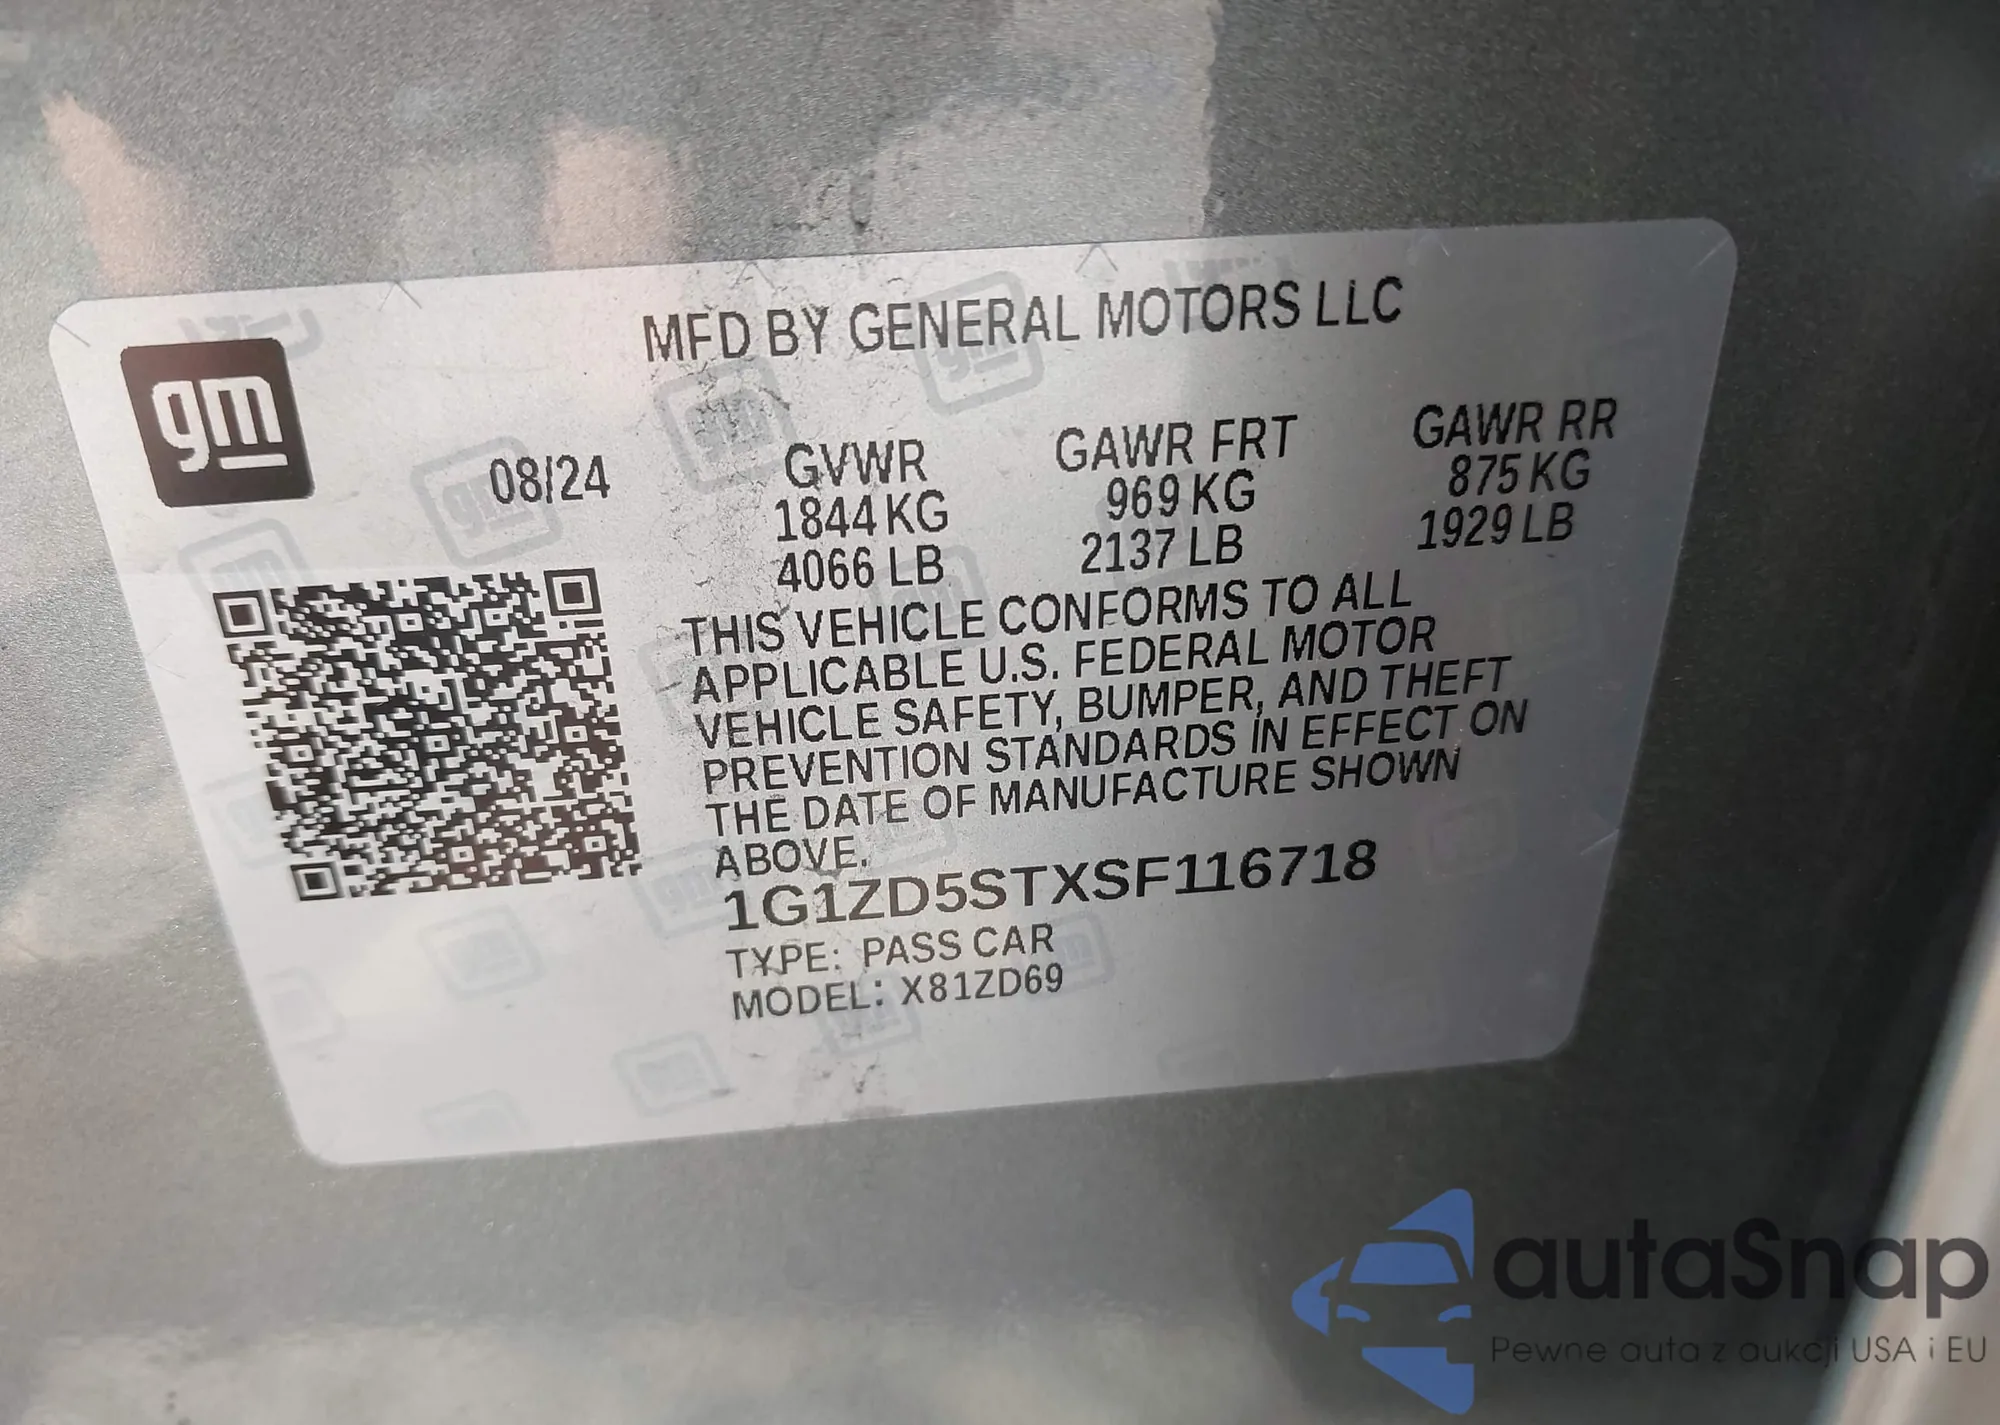 MFD BY GENERAL MOTORS LLC
gm
08/24
GVWR
1844 KG
4066 LB
GAWR FRT
969 KG
2137 LB
GAWR RR
875 KG
1929 LB
THIS VEHICLE CONFORMS TO ALL
APPLICABLE U.S. FEDERAL MOTOR
VEHICLE SAFETY, BUMPER, AND THEFT
PREVENTION STANDARDS IN EFFECT ON
THE DATE OF MANUFACTURE SHOWN
ABOVE.
1G1ZD5STXSF116718
TYPE: PASS CAR
MODEL: X81ZD69
autaSnap
Pewne auta z aukcji USA i EU